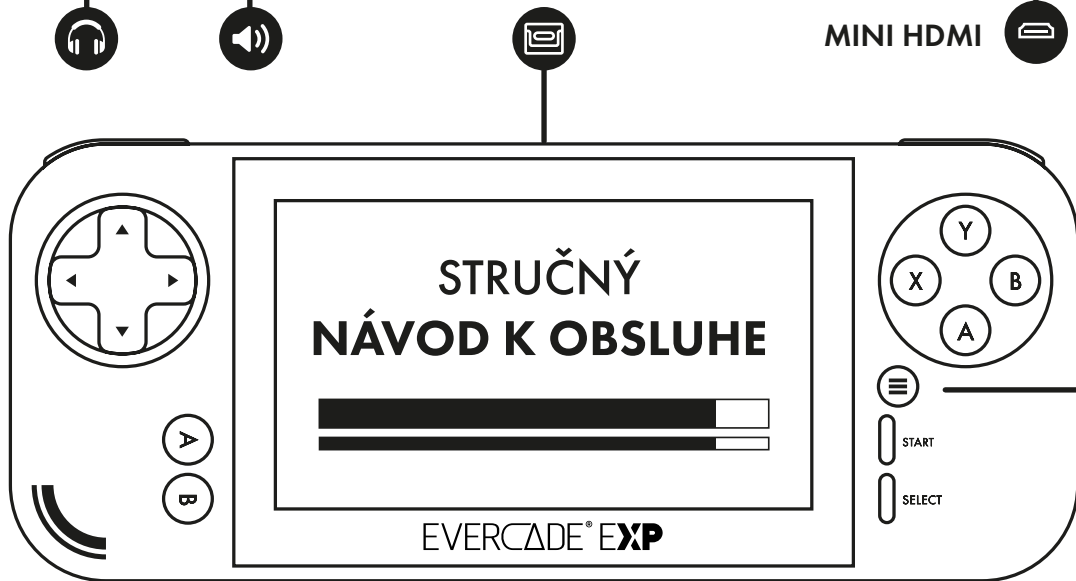 MINI HDMI
STRUČNÝ
NÁVOD K OBSLUHE
Y
X
B
A
START
SELECT
A
B
EVERCADE® EXP